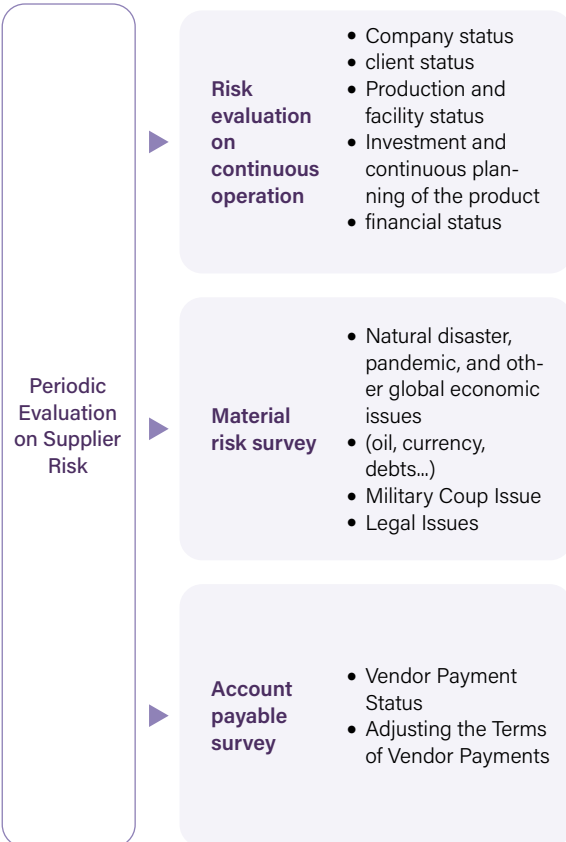 Periodic
Evaluation
on Supplier
Risk
Risk
evaluation
on
continuous
operation
• Company status
• client status
• Production and
facility status
• Investment and
continuous plan-
ning of the product
• financial status
Material
risk survey
• Natural disaster,
pandemic, and oth-
er global economic
issues
• (oil, currency,
debts...)
• Military Coup Issue
• Legal Issues
Account
payable
survey
• Vendor Payment
Status
• Adjusting the Terms
of Vendor Payments